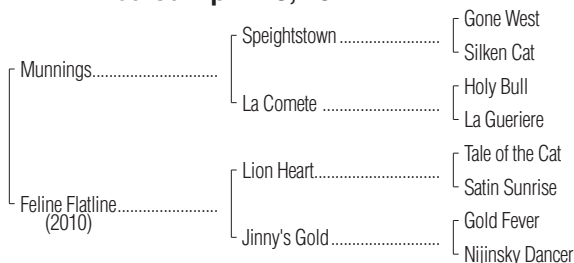 Gone West
Speightstown
Silken Cat
Munnings
Holy Bull
La Comete
La Gueriere
Tale of the Cat
Lion Heart
Satin Sunrise
Feline Flatline
(2010)
Gold Fever
Jinny's Gold
Nijinsky Dancer